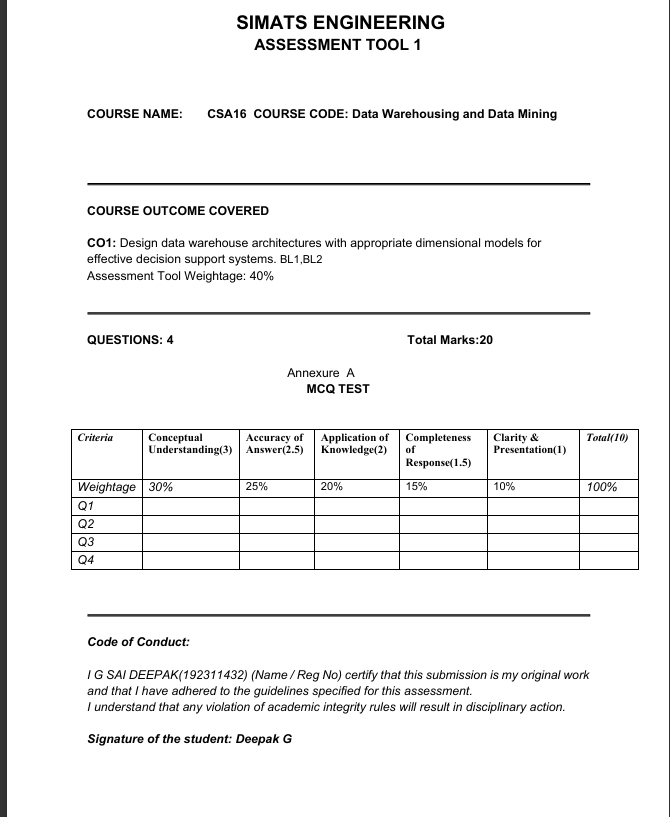 SIMATS ENGINEERING
ASSESSMENT TOOL 1
COURSE NAME: CSA16 COURSE CODE: Data Warehousing and Data Mining
COURSE OUTCOME COVERED
CO1: Design data warehouse architectures with appropriate dimensional models for
effective decision support systems. BL1,BL2
Assessment Tool Weightage: 40%
QUESTIONS: 4 Total Marks:20
Annexure A
MCQ TEST
Criteria Conceptual Understanding(3) Accuracy of Answer(2.5) Application of Knowledge(2) Completeness of Response(1.5) Clarity & Presentation(1) Total(10)
Weightage 30% 25% 20% 15% 10% 100%
Q1
Q2
Q3
Q4
Code of Conduct:
I G SAI DEEPAK(192311432) (Name / Reg No) certify that this submission is my original work
and that I have adhered to the guidelines specified for this assessment.
I understand that any violation of academic integrity rules will result in disciplinary action.
Signature of the student: Deepak G